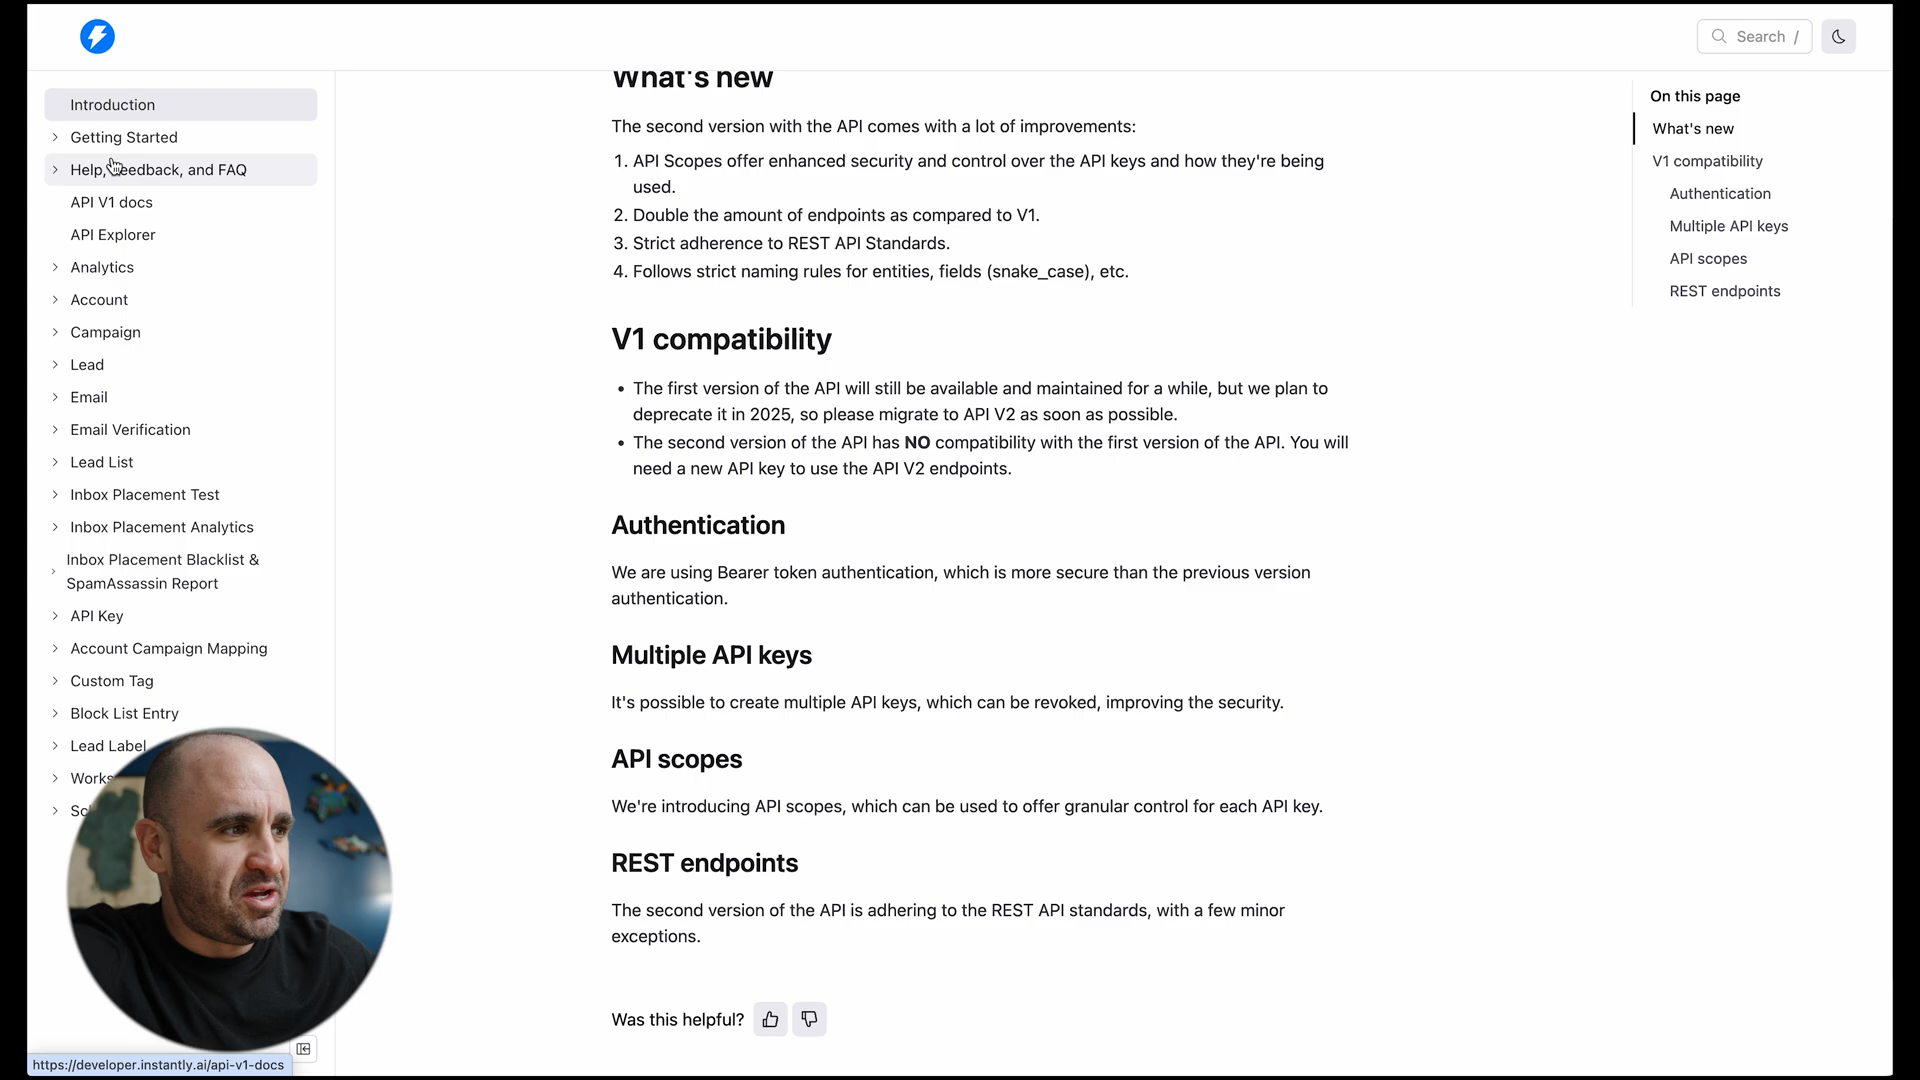 Search /
Introduction
Getting Started
Help, eedback, and FAQ
API V1 docs
API Explorer
Analytics
Account
Campaign
Lead
Email
Email Verification
Lead List
Inbox Placement Test
Inbox Placement Analytics
Inbox Placement Blacklist &
SpamAssassin Report
API Key
Account Campaign Mapping
Custom Tag
Block List Entry
Lead Label
Works
https://developer.instantly.ai/api-v1-docs
What's new
The second version with the API comes with a lot of improvements:
1. API Scopes offer enhanced security and control over the API keys and how they're being
used.
2. Double the amount of endpoints as compared to V1.
3. Strict adherence to REST API Standards.
4. Follows strict naming rules for entities, fields (snake_case), etc.
V1 compatibility
• The first version of the API will still be available and maintained for a while, but we plan to
deprecate it in 2025, so please migrate to API V2 as soon as possible.
• The second version of the API has NO compatibility with the first version of the API. You will
need a new API key to use the API V2 endpoints.
Authentication
We are using Bearer token authentication, which is more secure than the previous version
authentication.
Multiple API keys
It's possible to create multiple API keys, which can be revoked, improving the security.
API scopes
We're introducing API scopes, which can be used to offer granular control for each API key.
REST endpoints
The second version of the API is adhering to the REST API standards, with a few minor
exceptions.
Was this helpful?
On this page
What's new
V1 compatibility
Authentication
Multiple API keys
API scopes
REST endpoints